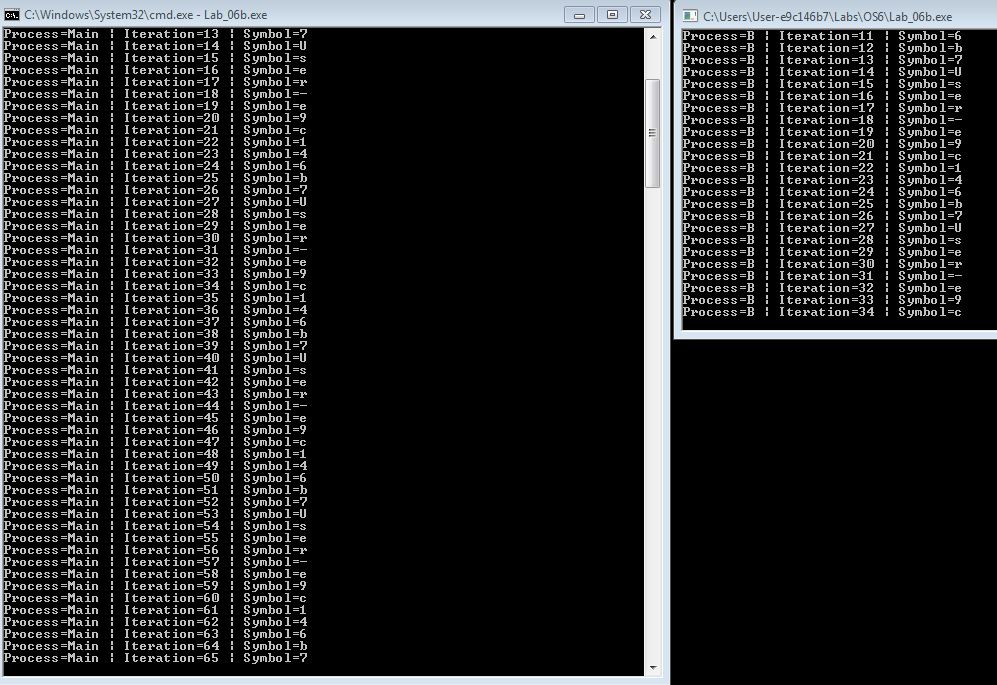 C:\Windows\System32\cmd.exe - Lab_06b.exe
Process=Main | Iteration=13 | Symbol=7
Process=Main | Iteration=14 | Symbol=U
Process=Main | Iteration=15 | Symbol=s
Process=Main | Iteration=16 | Symbol=e
Process=Main | Iteration=17 | Symbol=r
Process=Main | Iteration=18 | Symbol=-
Process=Main | Iteration=19 | Symbol=e
Process=Main | Iteration=20 | Symbol=9
Process=Main | Iteration=21 | Symbol=c
Process=Main | Iteration=22 | Symbol=1
Process=Main | Iteration=23 | Symbol=4
Process=Main | Iteration=24 | Symbol=6
Process=Main | Iteration=25 | Symbol=b
Process=Main | Iteration=26 | Symbol=7
Process=Main | Iteration=27 | Symbol=U
Process=Main | Iteration=28 | Symbol=s
Process=Main | Iteration=29 | Symbol=e
Process=Main | Iteration=30 | Symbol=r
Process=Main | Iteration=31 | Symbol=-
Process=Main | Iteration=32 | Symbol=e
Process=Main | Iteration=33 | Symbol=9
Process=Main | Iteration=34 | Symbol=c
Process=Main | Iteration=35 | Symbol=1
Process=Main | Iteration=36 | Symbol=4
Process=Main | Iteration=37 | Symbol=6
Process=Main | Iteration=38 | Symbol=b
Process=Main | Iteration=39 | Symbol=7
Process=Main | Iteration=40 | Symbol=U
Process=Main | Iteration=41 | Symbol=s
Process=Main | Iteration=42 | Symbol=e
Process=Main | Iteration=43 | Symbol=r
Process=Main | Iteration=44 | Symbol=-
Process=Main | Iteration=45 | Symbol=e
Process=Main | Iteration=46 | Symbol=9
Process=Main | Iteration=47 | Symbol=c
Process=Main | Iteration=48 | Symbol=1
Process=Main | Iteration=49 | Symbol=4
Process=Main | Iteration=50 | Symbol=6
Process=Main | Iteration=51 | Symbol=b
Process=Main | Iteration=52 | Symbol=7
Process=Main | Iteration=53 | Symbol=U
Process=Main | Iteration=54 | Symbol=s
Process=Main | Iteration=55 | Symbol=e
Process=Main | Iteration=56 | Symbol=r
Process=Main | Iteration=57 | Symbol=-
Process=Main | Iteration=58 | Symbol=e
Process=Main | Iteration=59 | Symbol=9
Process=Main | Iteration=60 | Symbol=c
Process=Main | Iteration=61 | Symbol=1
Process=Main | Iteration=62 | Symbol=4
Process=Main | Iteration=63 | Symbol=6
Process=Main | Iteration=64 | Symbol=b
Process=Main | Iteration=65 | Symbol=7
C:\Users\User-e9c146b7\Labs\OS6\Lab_06b.exe
Process=B | Iteration=11 | Symbol=6
Process=B | Iteration=12 | Symbol=b
Process=B | Iteration=13 | Symbol=7
Process=B | Iteration=14 | Symbol=U
Process=B | Iteration=15 | Symbol=s
Process=B | Iteration=16 | Symbol=e
Process=B | Iteration=17 | Symbol=r
Process=B | Iteration=18 | Symbol=-
Process=B | Iteration=19 | Symbol=e
Process=B | Iteration=20 | Symbol=9
Process=B | Iteration=21 | Symbol=c
Process=B | Iteration=22 | Symbol=1
Process=B | Iteration=23 | Symbol=4
Process=B | Iteration=24 | Symbol=6
Process=B | Iteration=25 | Symbol=b
Process=B | Iteration=26 | Symbol=7
Process=B | Iteration=27 | Symbol=U
Process=B | Iteration=28 | Symbol=s
Process=B | Iteration=29 | Symbol=e
Process=B | Iteration=30 | Symbol=r
Process=B | Iteration=31 | Symbol=-
Process=B | Iteration=32 | Symbol=e
Process=B | Iteration=33 | Symbol=9
Process=B | Iteration=34 | Symbol=c